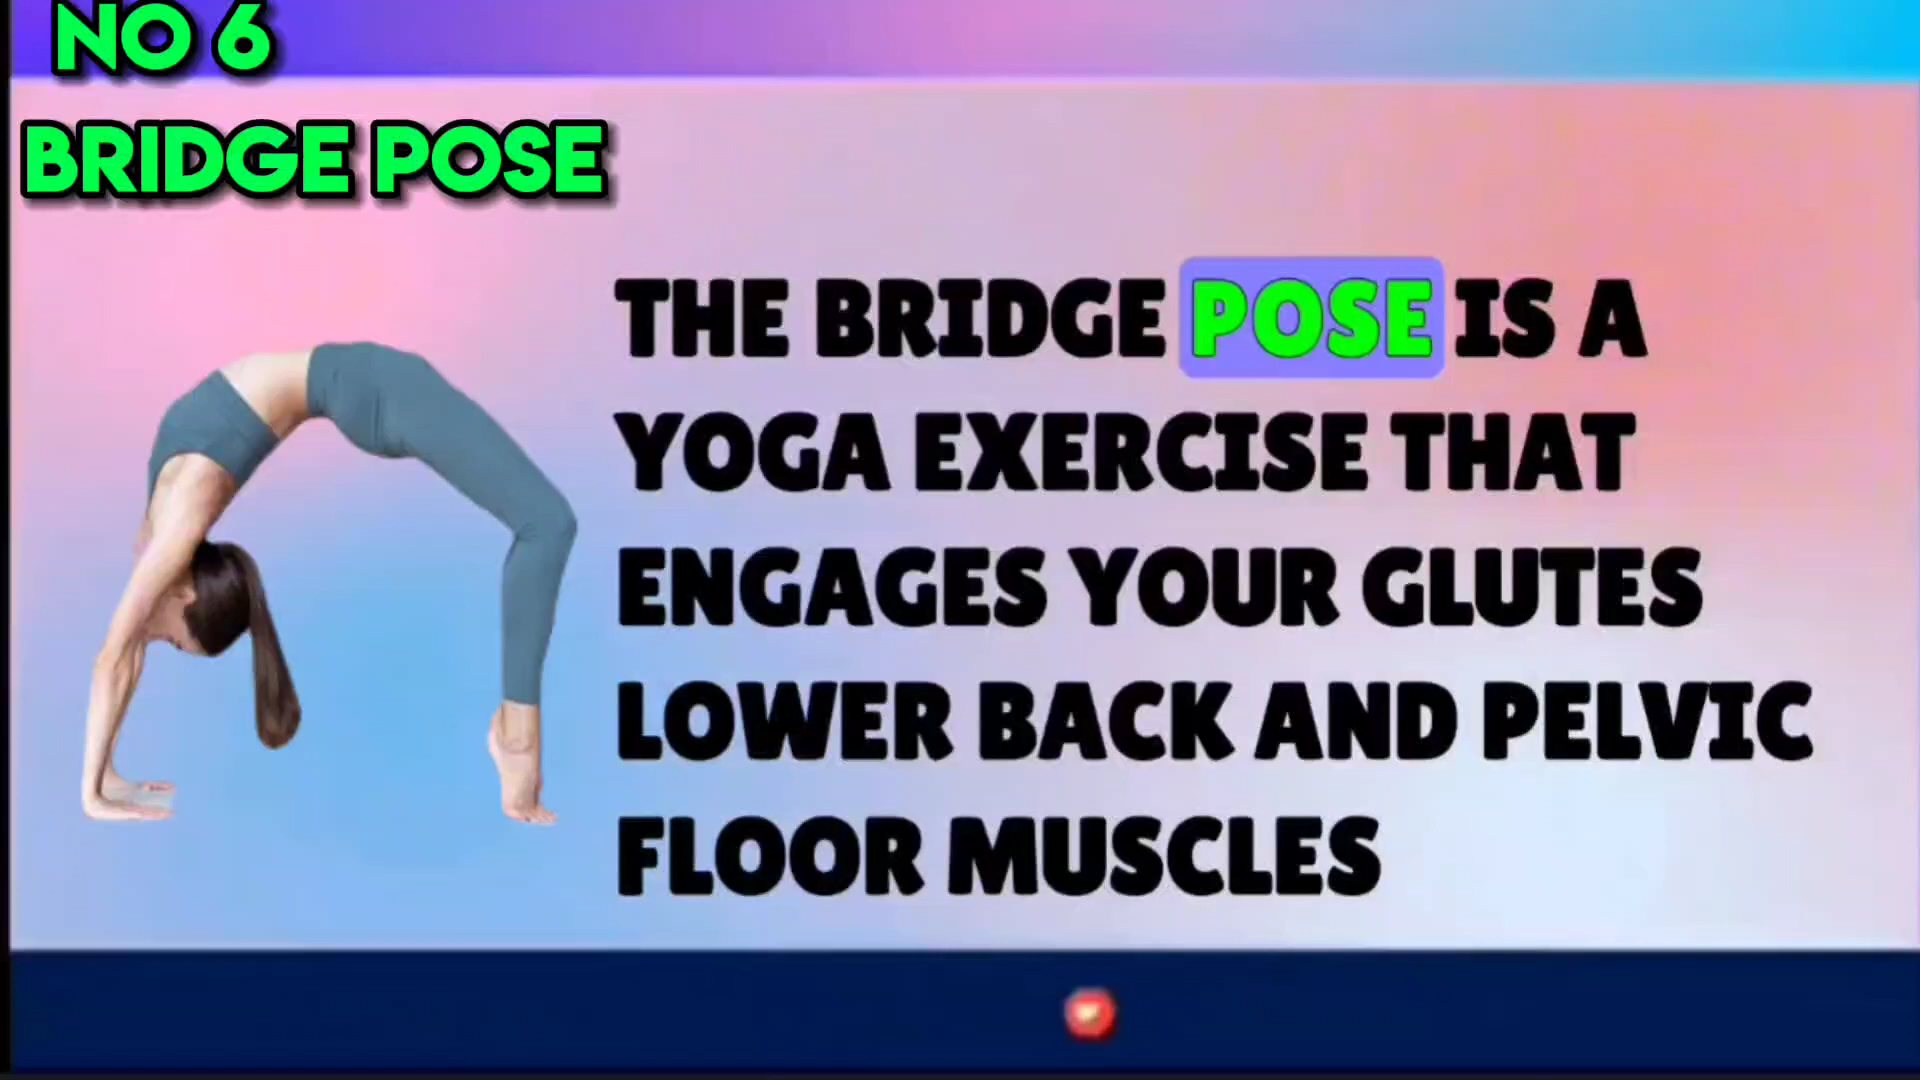 NO 6
BRIDGE POSE
THE BRIDGE POSE IS A
YOGA EXERCISE THAT
ENGAGES YOUR GLUTES
LOWER BACK AND PELVIC
FLOOR MUSCLES